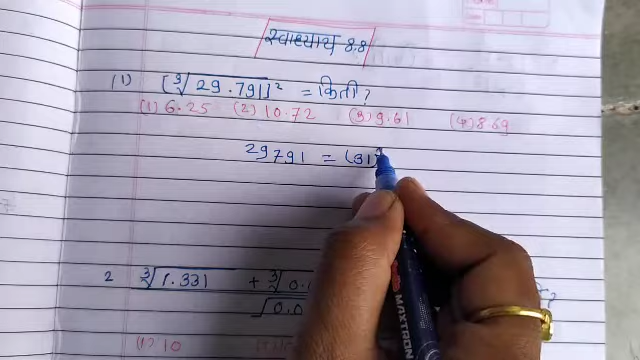 स्वाध्याय 8.8
(1) [∛29.791]² = किती?
(1) 6.25 (2) 10.72 (3) 9.61 (4) 8.69
29791 = (31)
2 ∛1.331 + ∛0.
√0.0
(1) 10
MAXTRON